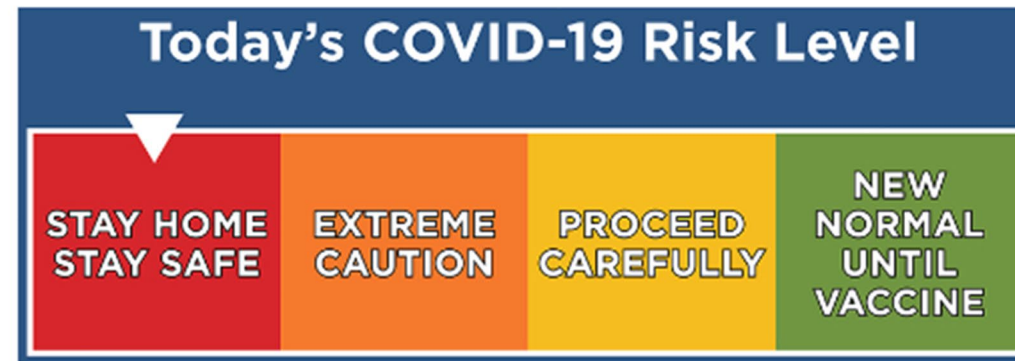 Today's COVID-19 Risk Level
STAY HOME
STAY SAFE
EXTREME
CAUTION
PROCEED
CAREFULLY
NEW
NORMAL
UNTIL
VACCINE